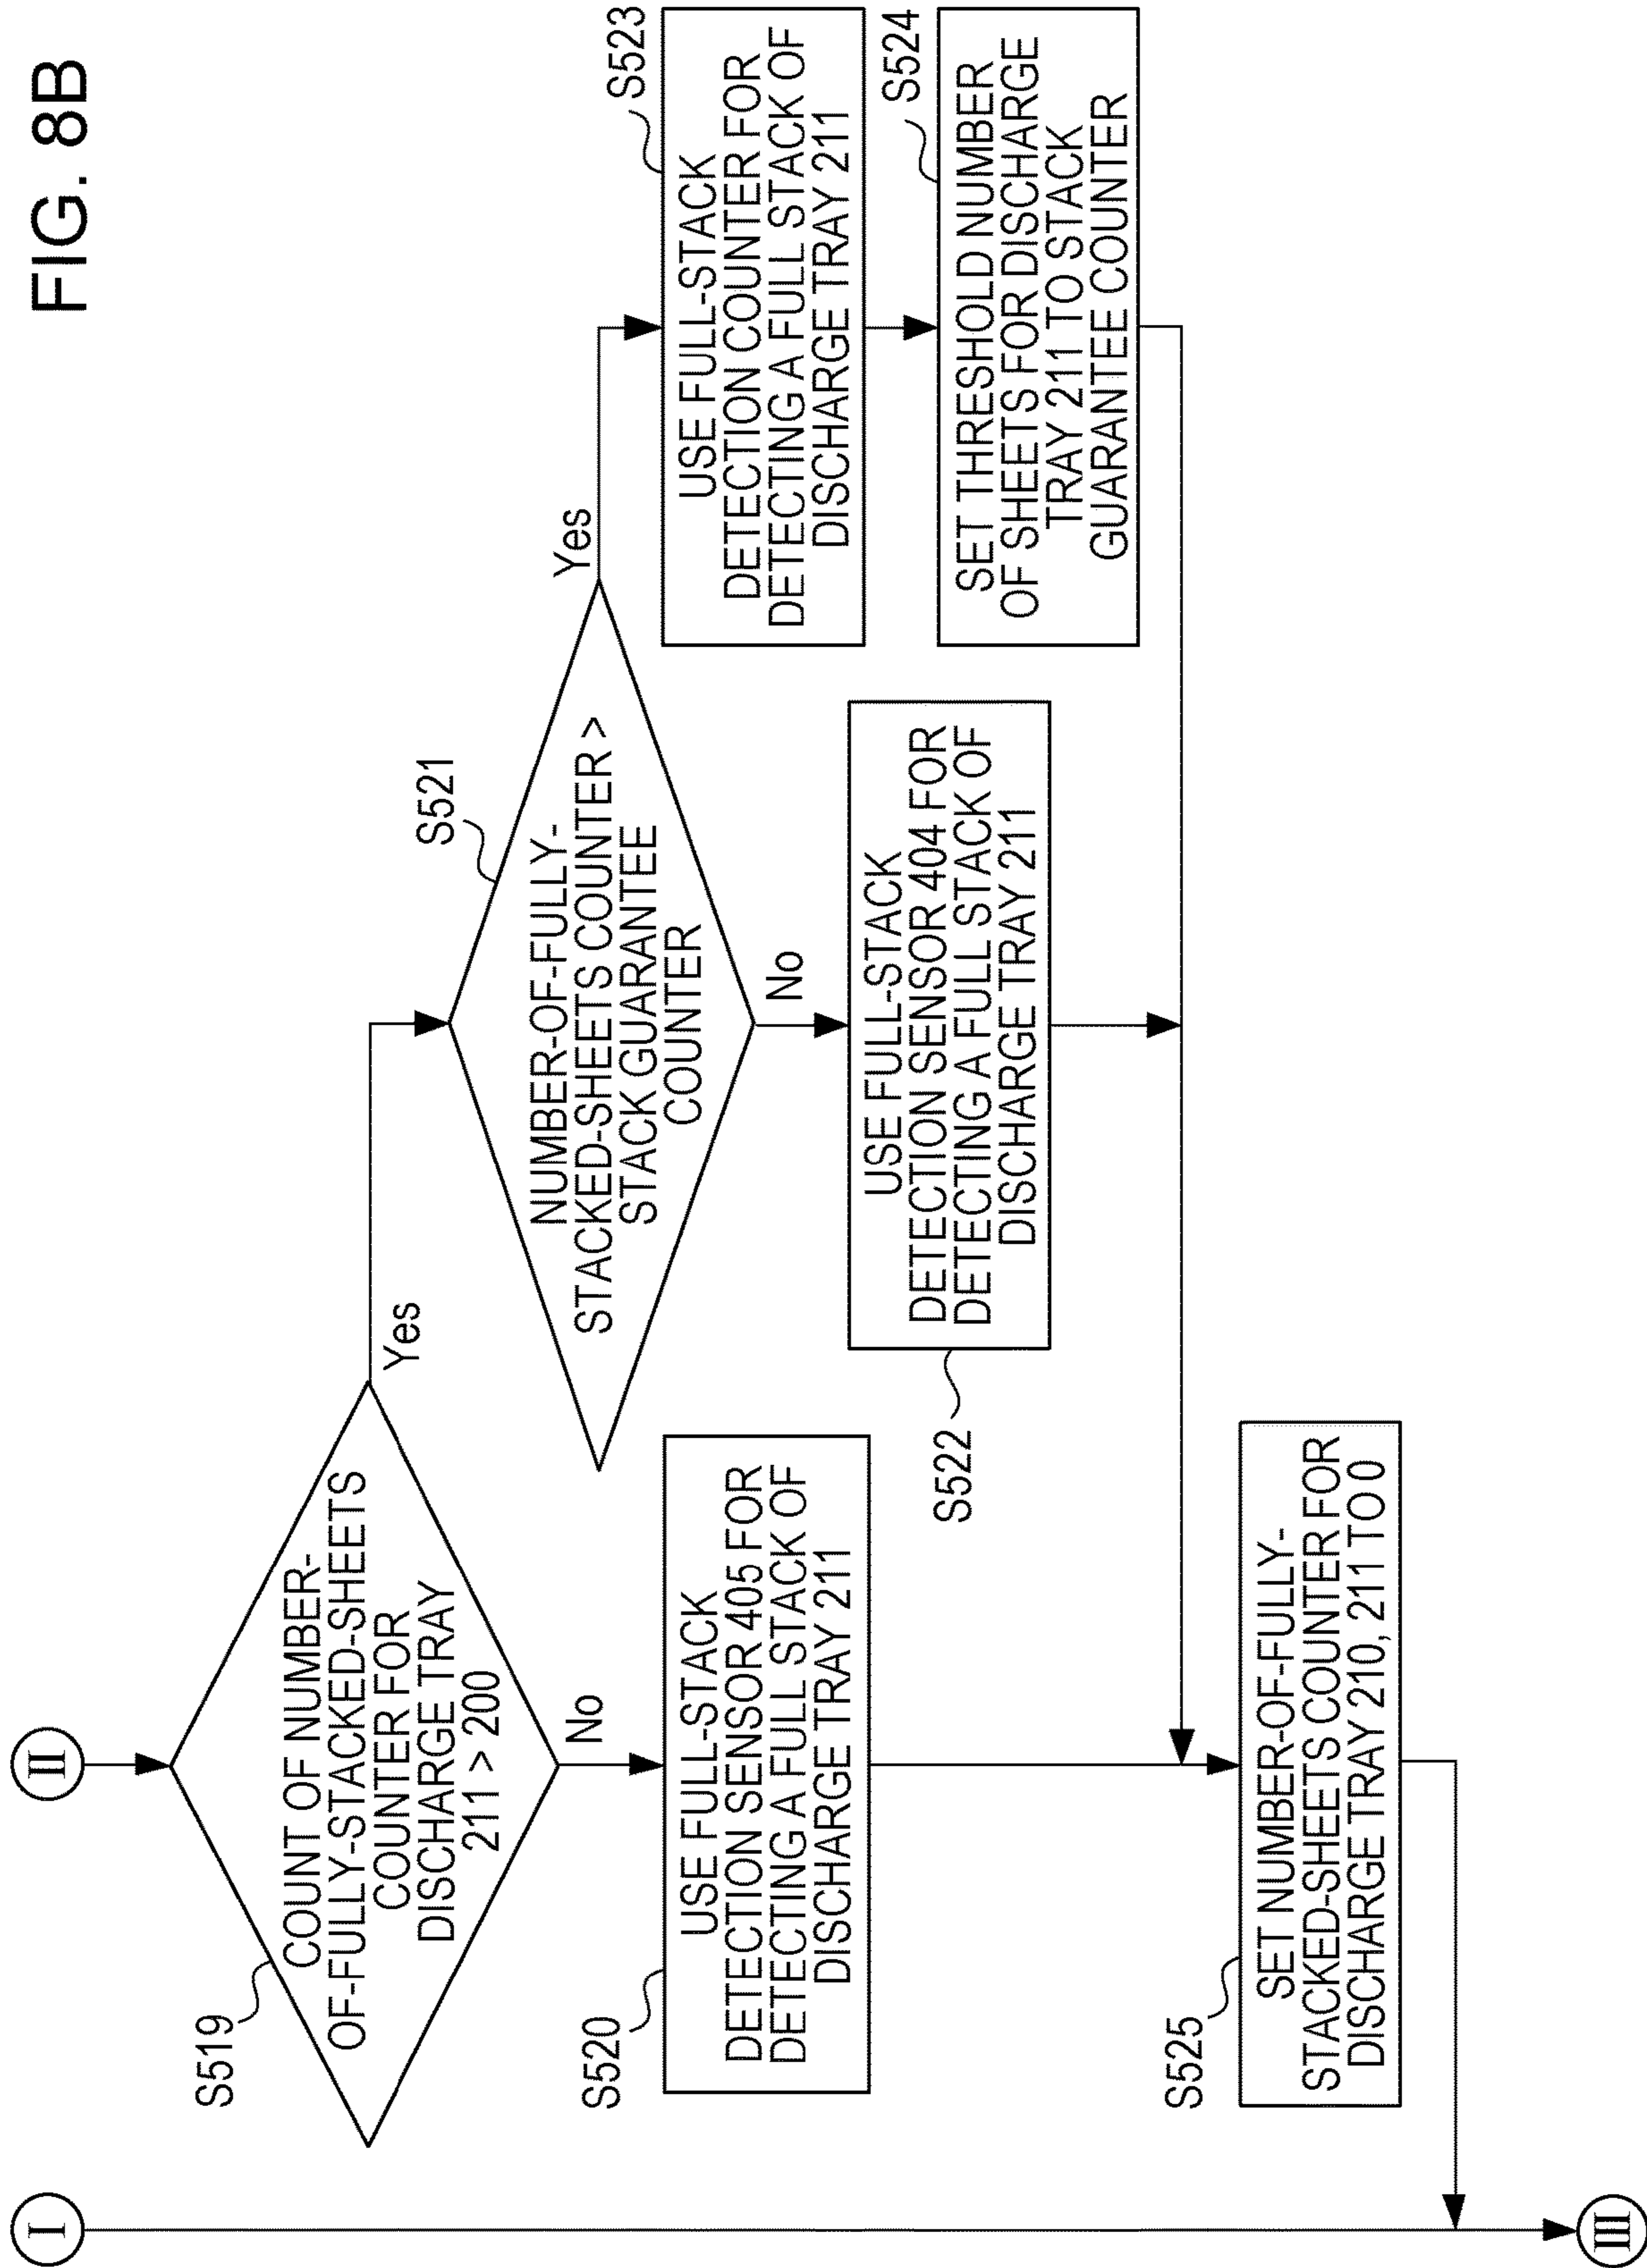 FIG. 8B
I
II
S519
COUNT OF NUMBER-
OF-FULLY-STACKED-SHEETS
COUNTER FOR
DISCHARGE TRAY
211 > 200
Yes
No
S520
USE FULL-STACK
DETECTION SENSOR 405 FOR
DETECTING A FULL STACK OF
DISCHARGE TRAY 211
S521
NUMBER-OF-FULLY-
STACKED-SHEETS COUNTER >
STACK GUARANTEE
COUNTER
Yes
No
S522
USE FULL-STACK
DETECTION SENSOR 404 FOR
DETECTING A FULL STACK OF
DISCHARGE TRAY 211
S523
USE FULL-STACK
DETECTION COUNTER FOR
DETECTING A FULL STACK OF
DISCHARGE TRAY 211
S524
SET THRESHOLD NUMBER
OF SHEETS FOR DISCHARGE
TRAY 211 TO STACK
GUARANTEE COUNTER
S525
SET NUMBER-OF-FULLY-
STACKED-SHEETS COUNTER FOR
DISCHARGE TRAY 210, 211 TO 0
III